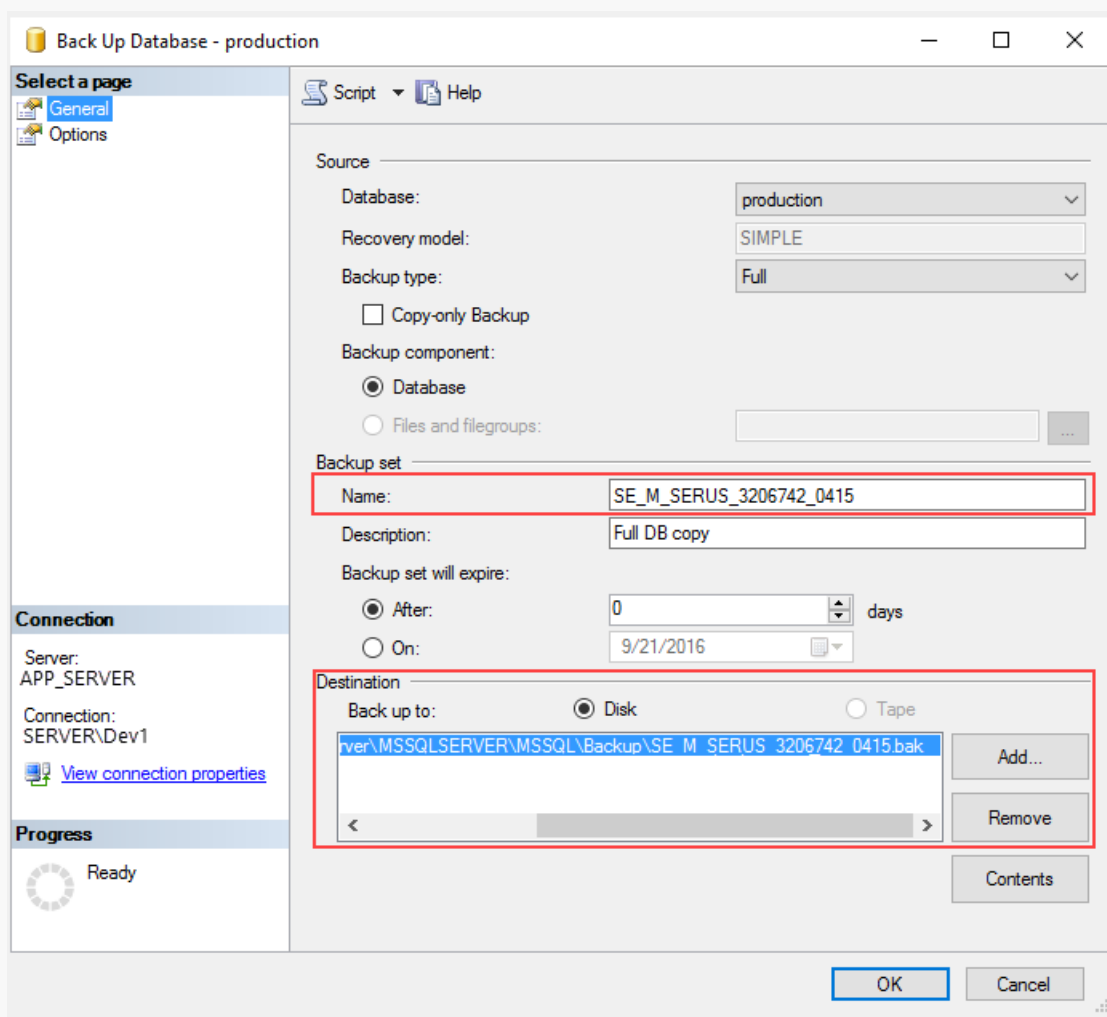 Back Up Database - production
Select a page
General
Options
Script Help
Source
Database: production
Recovery model: SIMPLE
Backup type: Full
Copy-only Backup
Backup component:
Database
Files and filegroups: ...
Backup set
Name: SE_M_SERUS_3206742_0415
Description: Full DB copy
Backup set will expire:
After: 0 days
On: 9/21/2016
Destination
Back up to: Disk Tape
rver\MSSQLSERVER\MSSQL\Backup\SE_M_SERUS_3206742_0415.bak
Add...
Remove
Contents
Connection
Server:
APP_SERVER
Connection:
SERVER\Dev1
View connection properties
Progress
Ready
OK Cancel